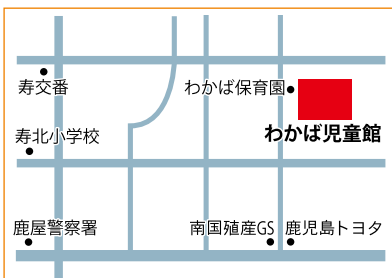 寿交番
わかば保育園
わかば児童館
寿北小学校
鹿屋警察署
南国殖産GS
鹿児島トヨタ